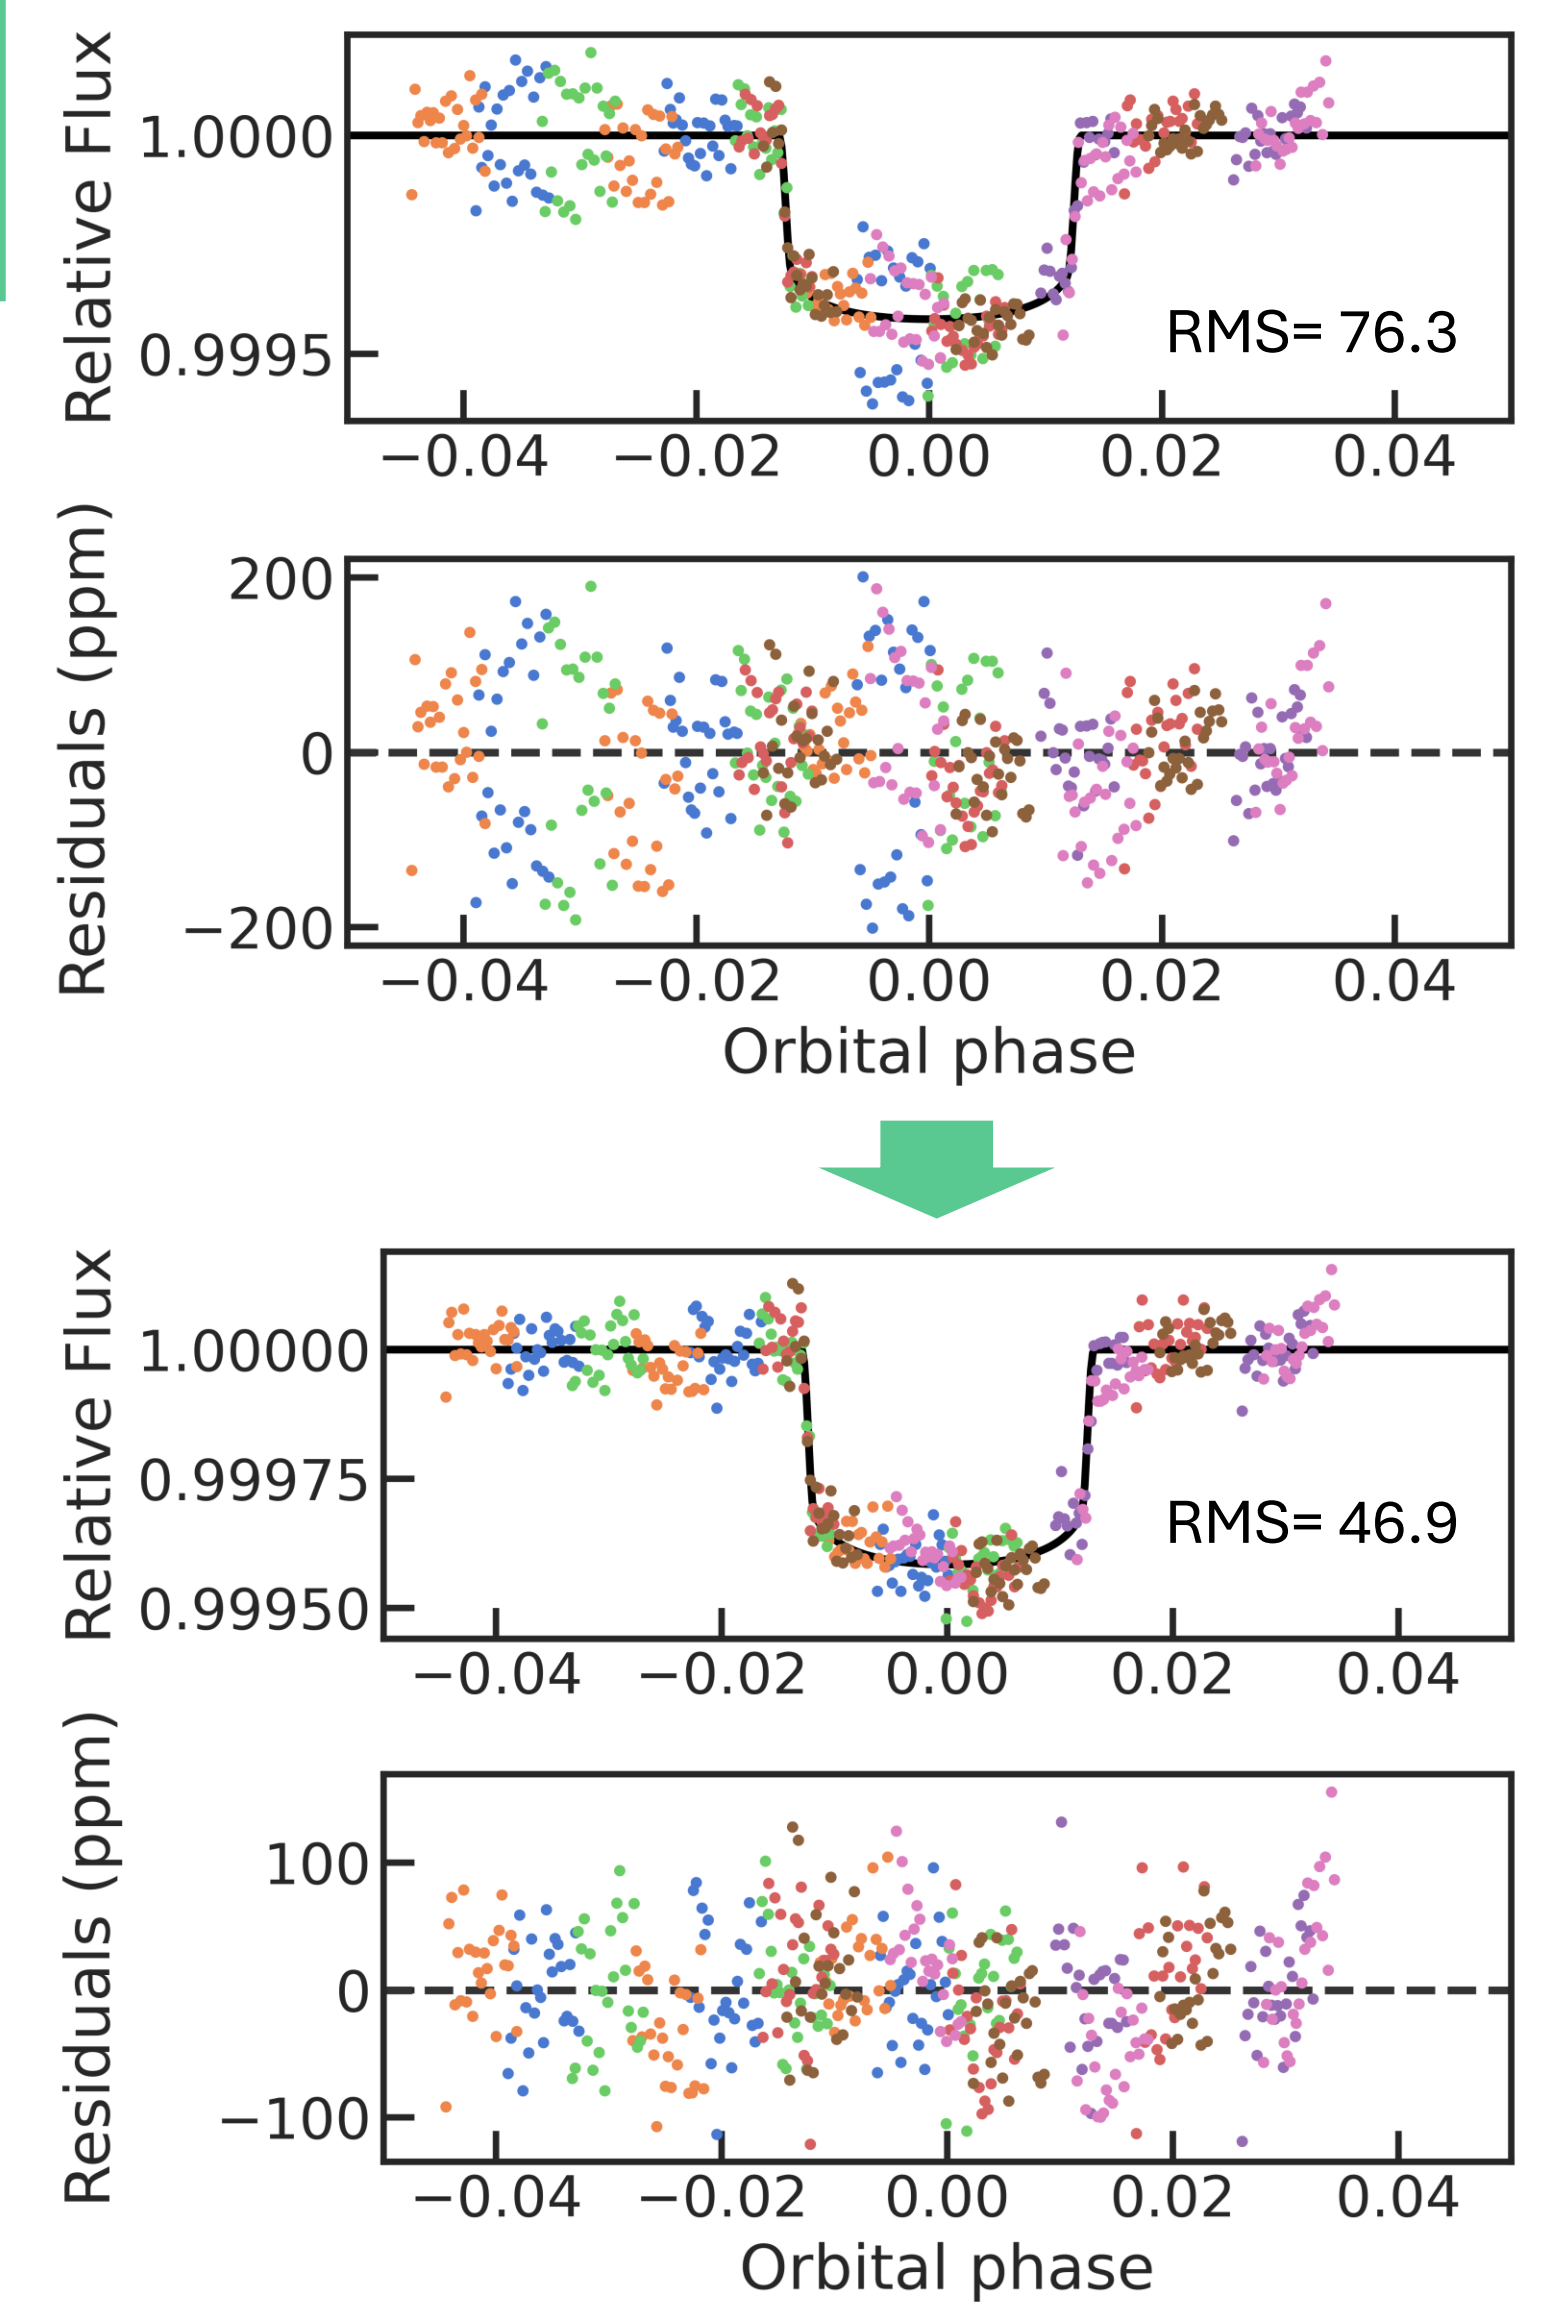 Relative Flux
1.0000
0.9995
RMS= 76.3
−0.04 −0.02 0.00 0.02 0.04
Residuals (ppm)
200
0
−200
−0.04 −0.02 0.00 0.02 0.04
Orbital phase
Relative Flux
1.00000
0.99975
0.99950
RMS= 46.9
−0.04 −0.02 0.00 0.02 0.04
Residuals (ppm)
100
0
−100
−0.04 −0.02 0.00 0.02 0.04
Orbital phase